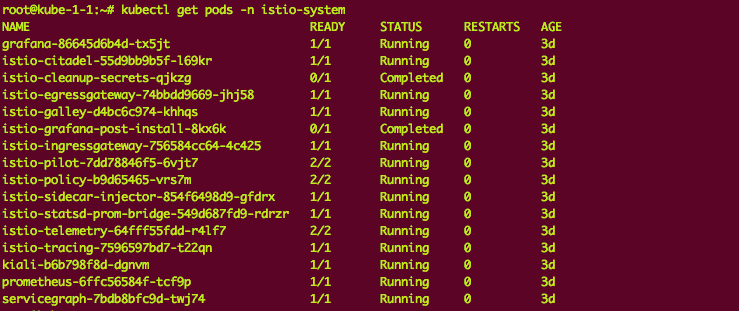 root@kube-1-1:~# kubectl get pods -n istio-system
NAME READY STATUS RESTARTS AGE
grafana-86645d6b4d-tx5jt 1/1 Running 0 3d
istio-citadel-55d9bb9b5f-l69kr 1/1 Running 0 3d
istio-cleanup-secrets-qjkzg 0/1 Completed 0 3d
istio-egressgateway-74bbdd9669-jhj58 1/1 Running 0 3d
istio-galley-d4bc6c974-khhqs 1/1 Running 0 3d
istio-grafana-post-install-8kx6k 0/1 Completed 0 3d
istio-ingressgateway-756584cc64-4c425 1/1 Running 0 3d
istio-pilot-7dd78846f5-6vjt7 2/2 Running 0 3d
istio-policy-b9d65465-vrs7m 2/2 Running 0 3d
istio-sidecar-injector-854f6498d9-gfdrx 1/1 Running 0 3d
istio-statsd-prom-bridge-549d687fd9-rdrzr 1/1 Running 0 3d
istio-telemetry-64fff55fdd-r4lf7 2/2 Running 0 3d
istio-tracing-7596597bd7-t22qn 1/1 Running 0 3d
kiali-b6b798f8d-dgnvm 1/1 Running 0 3d
prometheus-6ffc56584f-tcf9p 1/1 Running 0 3d
servicegraph-7bdb8bfc9d-twj74 1/1 Running 0 3d